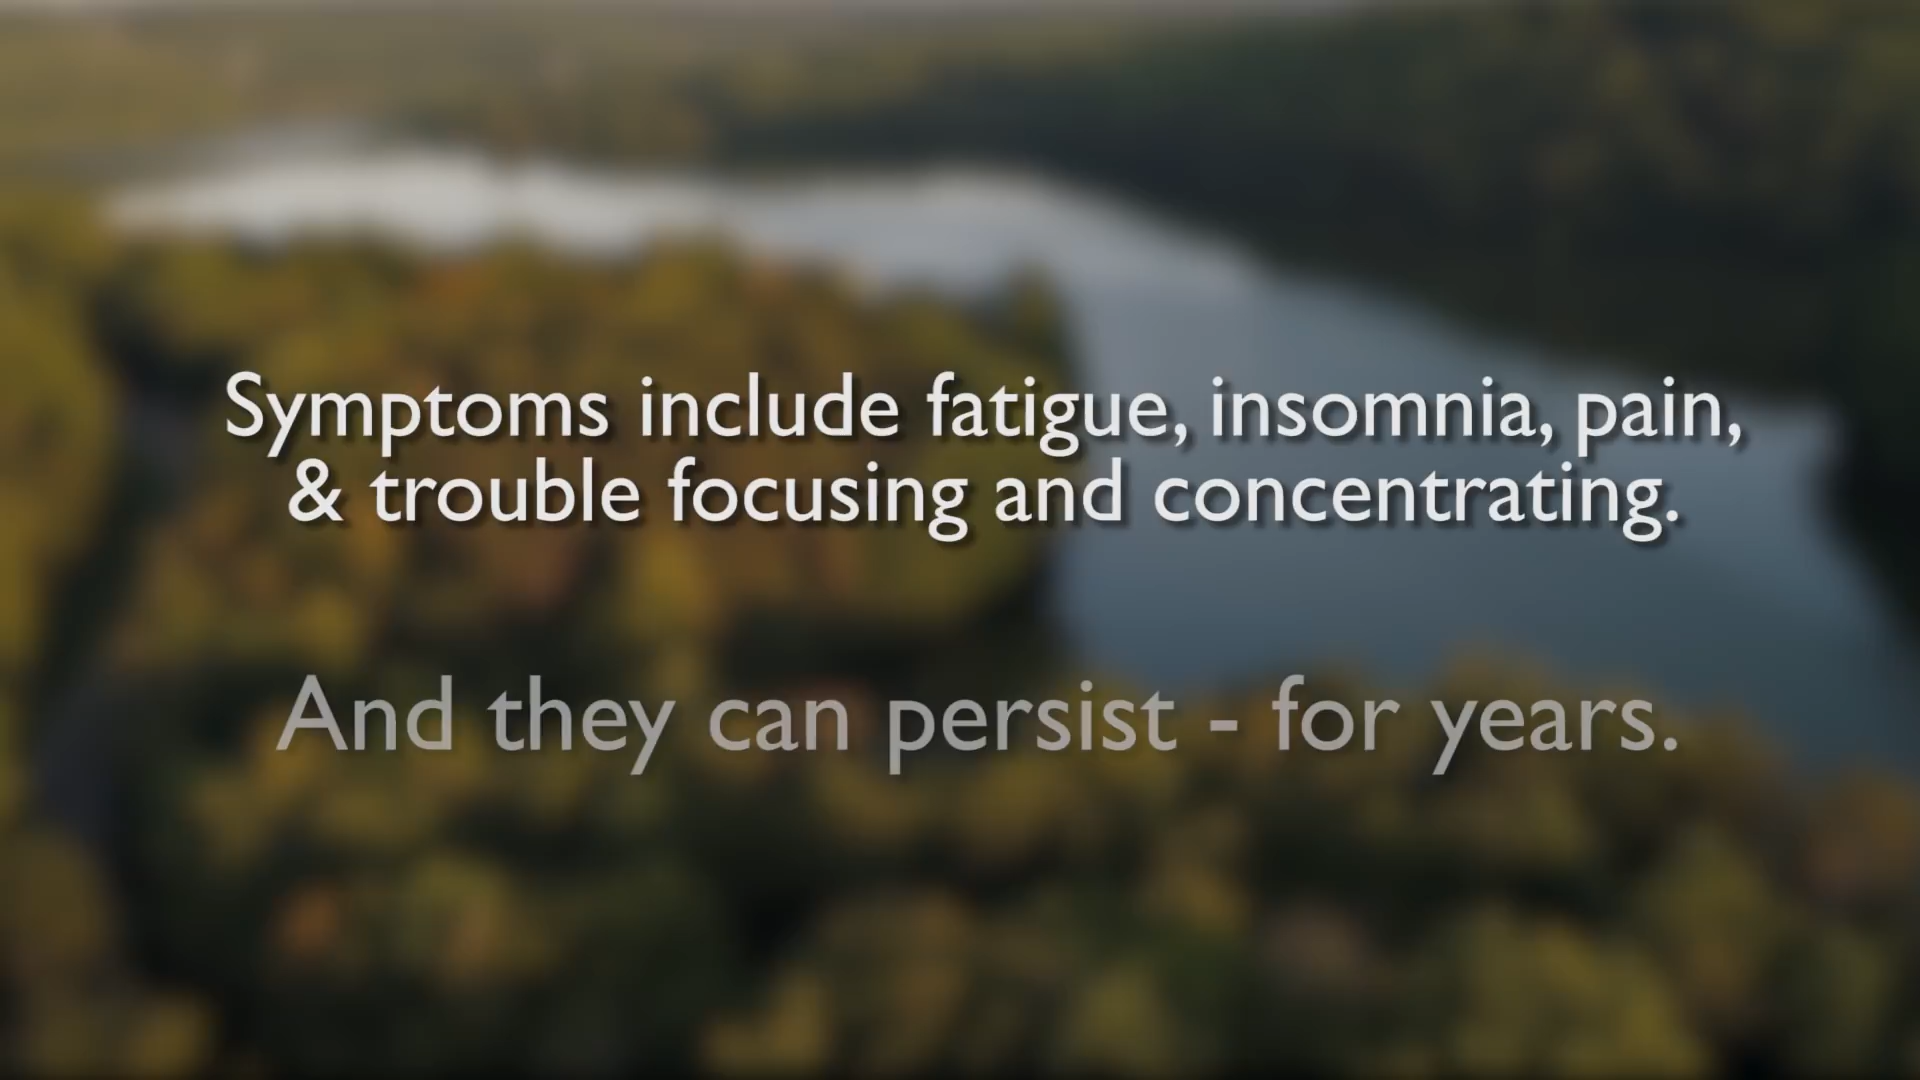 Symptoms include fatigue, insomnia, pain,
& trouble focusing and concentrating.
And they can persist - for years.